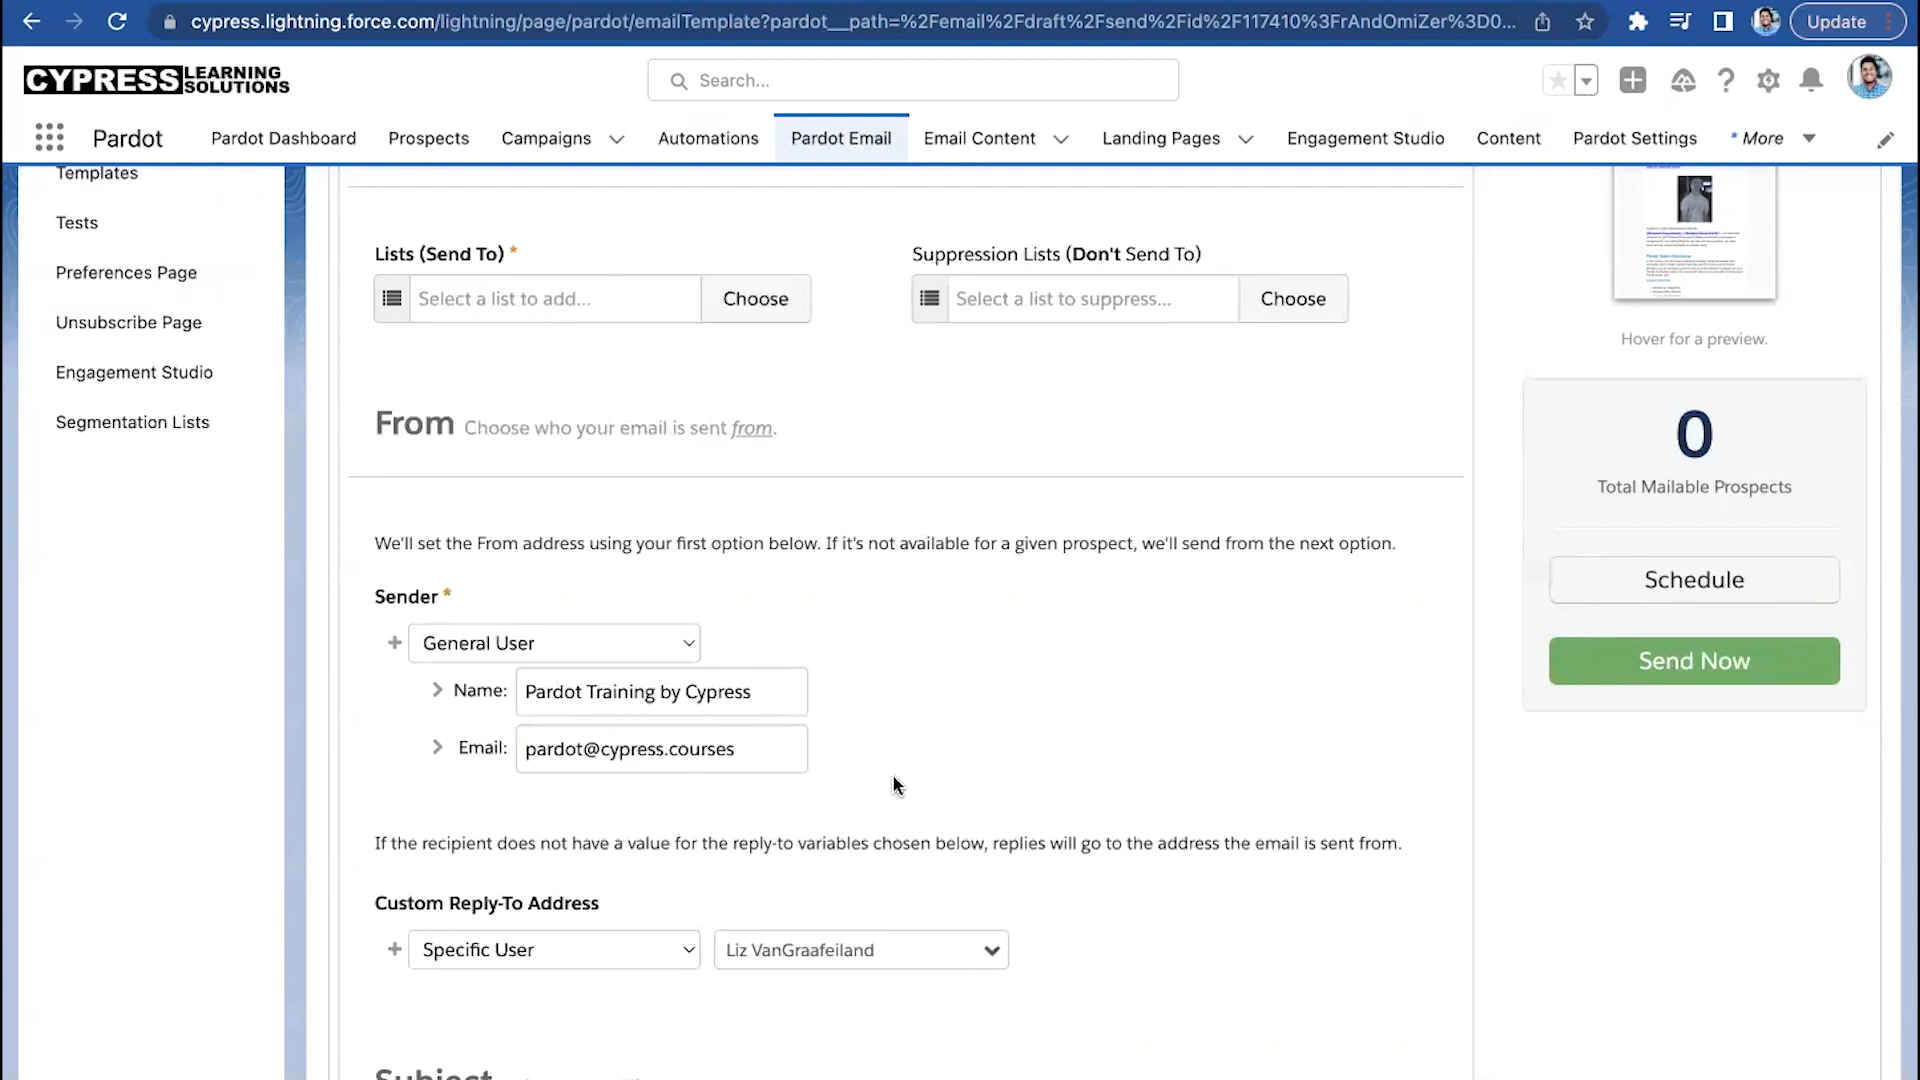 cypress.lightning.force.com/lightning/page/pardot/emailTemplate?pardot__path=%2Femail%2Fdraft%2Fsend%2Fid%2F117410%3FrAndOmiZer%3D0...
Update
CYPRESS LEARNING SOLUTIONS
Search...
Pardot
Pardot Dashboard
Prospects
Campaigns
Automations
Pardot Email
Email Content
Landing Pages
Engagement Studio
Content
Pardot Settings
* More
Templates
Tests
Preferences Page
Unsubscribe Page
Engagement Studio
Segmentation Lists
Lists (Send To) *
Select a list to add...
Choose
Suppression Lists (Don't Send To)
Select a list to suppress...
Choose
From Choose who your email is sent from.
We'll set the From address using your first option below. If it's not available for a given prospect, we'll send from the next option.
Sender *
General User
Name: Pardot Training by Cypress
Email: pardot@cypress.courses
If the recipient does not have a value for the reply-to variables chosen below, replies will go to the address the email is sent from.
Custom Reply-To Address
Specific User
Liz VanGraafeiland
Subject
Hover for a preview.
0
Total Mailable Prospects
Schedule
Send Now